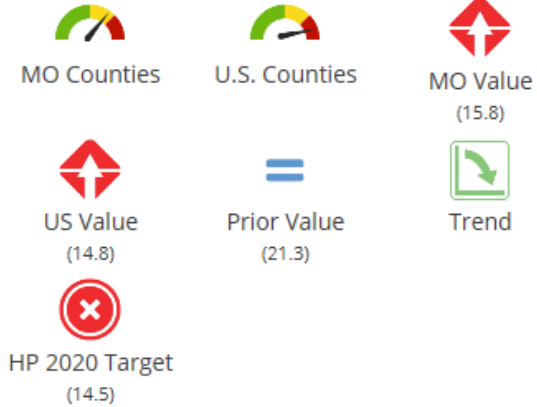 MO Counties
U.S. Counties
MO Value
(15.8)
US Value
(14.8)
Prior Value
(21.3)
Trend
HP 2020 Target
(14.5)